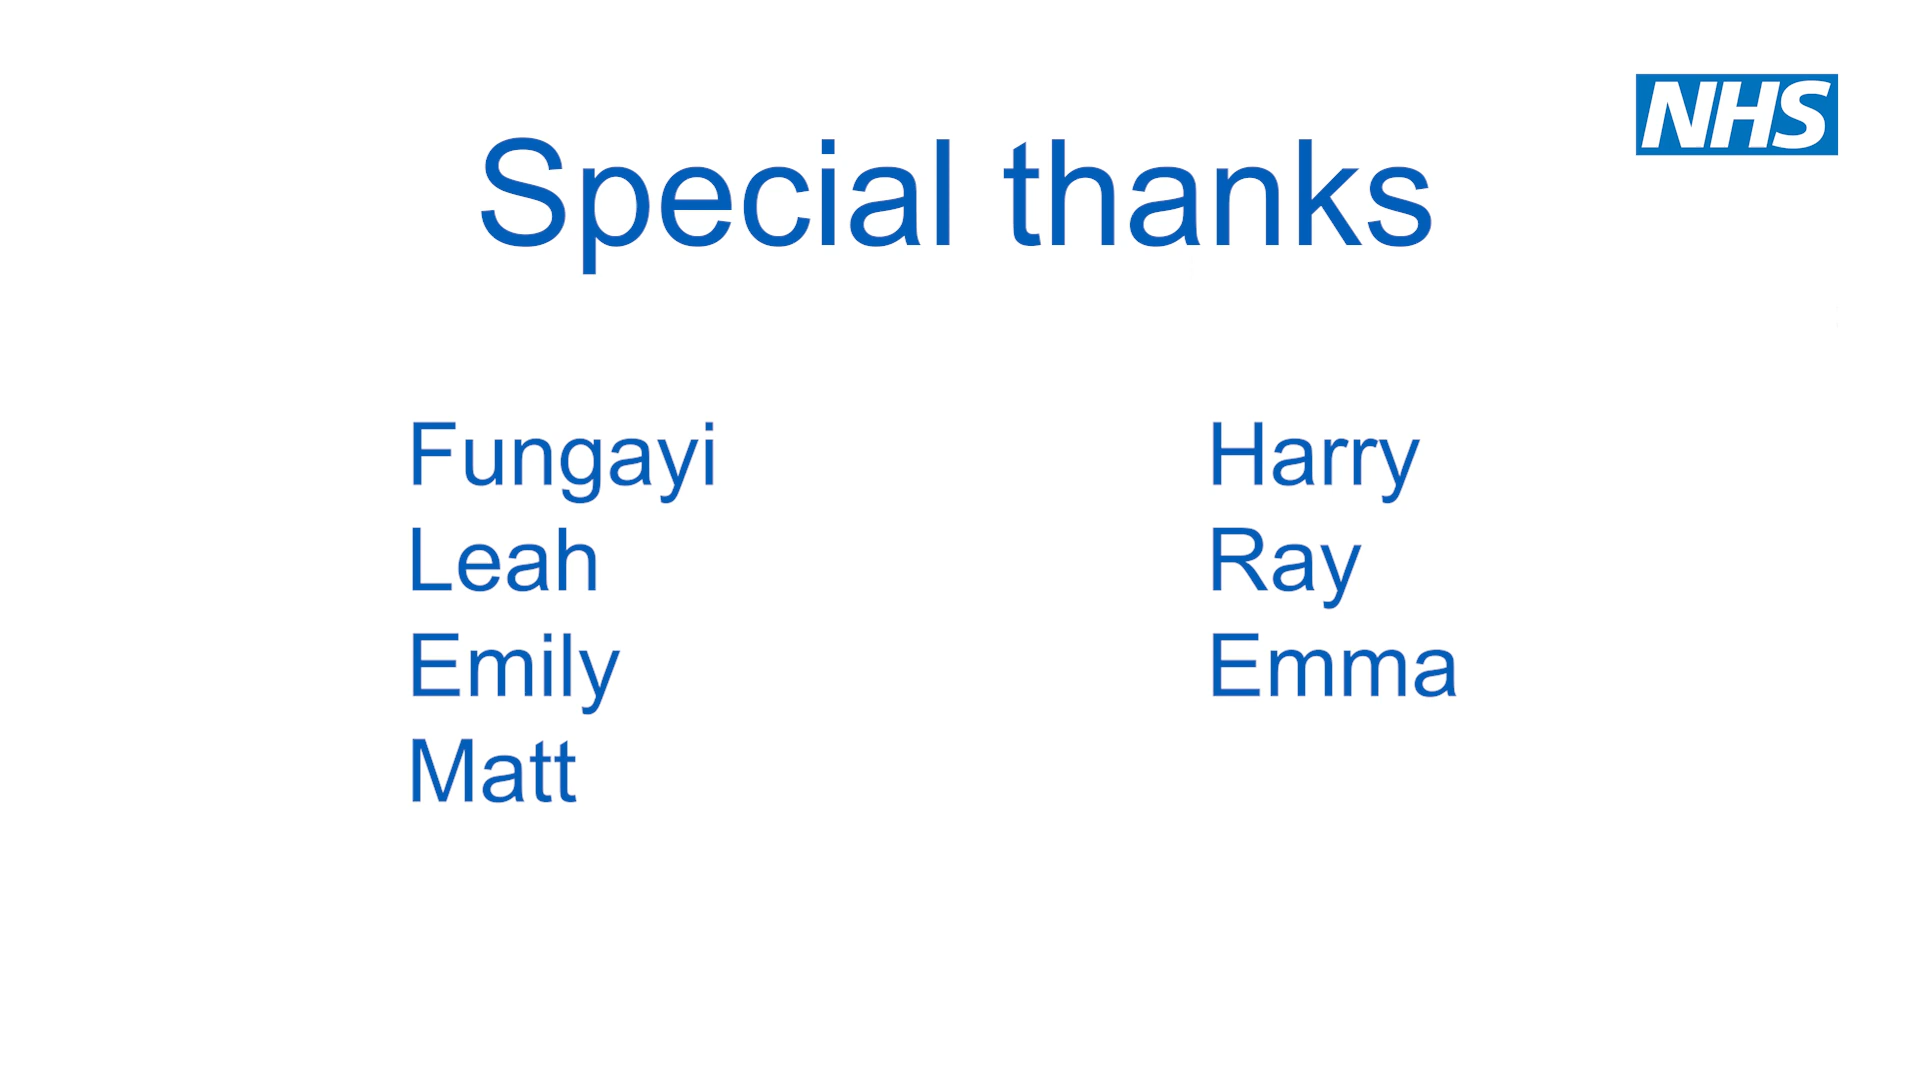 NHS
Special thanks
Fungayi
Leah
Emily
Matt
Harry
Ray
Emma